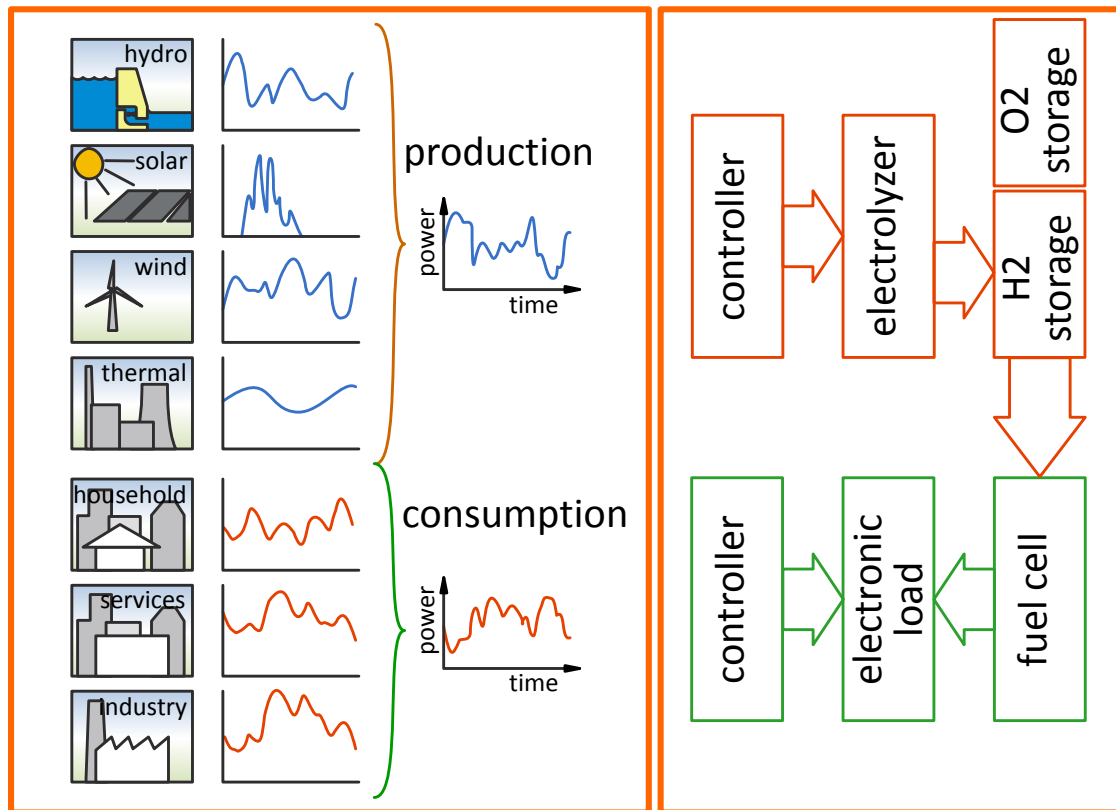 hydro
solar
wind
thermal
household
services
industry
production
power
time
consumption
power
time
controller
electrolyzer
O2
storage
H2
storage
controller
electronic
load
fuel cell